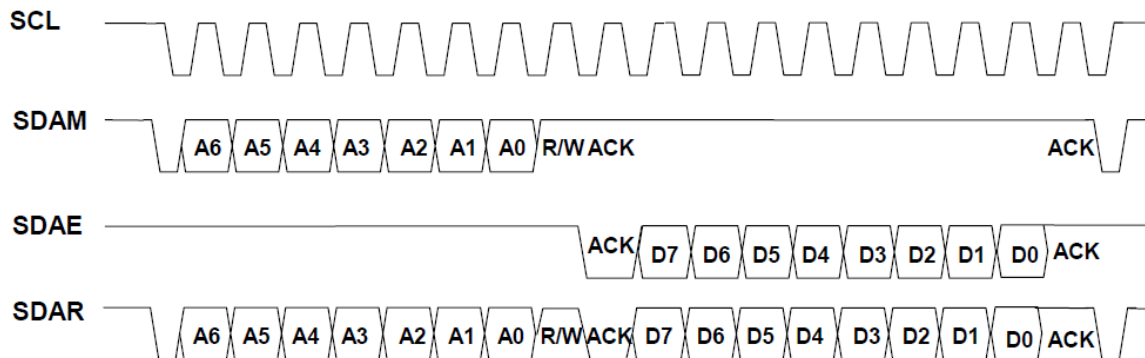 SCL
SDAM A6 A5 A4 A3 A2 A1 A0 R/W ACK ACK
SDAE ACK D7 D6 D5 D4 D3 D2 D1 D0 ACK
SDAR A6 A5 A4 A3 A2 A1 A0 R/W ACK D7 D6 D5 D4 D3 D2 D1 D0 ACK